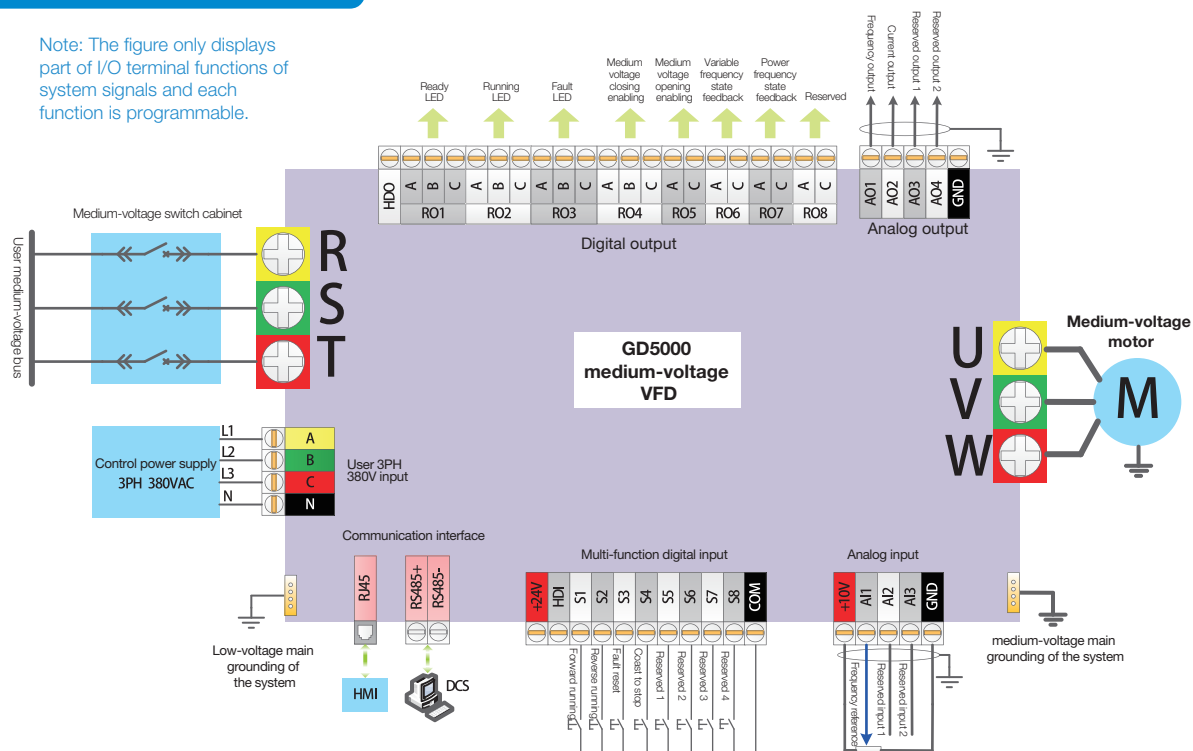 Note: The figure only displays
part of I/O terminal functions of
system signals and each
function is programmable.
Ready
LED
Running
LED
Fault
LED
Medium
voltage
closing
enabling
Medium
voltage
opening
enabling
Variable
frequency
state
feedback
Power
frequency
state
feedback
Reserved
Frequency output
Current output
Reserved output 1
Reserved output 2
HDO
A
B
C
A
B
C
A
B
C
A
B
C
A
C
A
C
A
C
A
C
RO1
RO2
RO3
RO4
RO5
RO6
RO7
RO8
Digital output
AO1
AO2
AO3
AO4
GND
Analog output
Medium-voltage switch cabinet
User medium-voltage bus
R
S
T
GD5000
medium-voltage
VFD
U
V
W
Medium-voltage
motor
M
Control power supply
3PH 380VAC
L1
L2
L3
N
A
B
C
N
User 3PH
380V input
Communication interface
RJ45
RS485+
RS485-
HMI
DCS
Low-voltage main
grounding of
the system
Multi-function digital input
+24V
HDI
S1
S2
S3
S4
S5
S6
S7
S8
COM
Forward running
Reverse running
Fault reset
Coast to stop
Reserved 1
Reserved 2
Reserved 3
Reserved 4
Analog input
+10V
AI1
AI2
AI3
GND
Frequency reference
Reserved input 1
Reserved input 2
medium-voltage main
grounding of the system